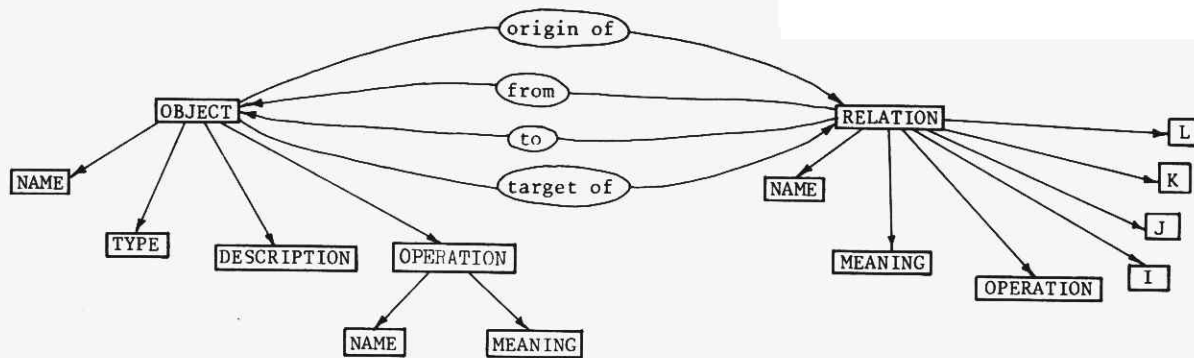 origin of
from
OBJECT
RELATION
to
L
NAME
target of
NAME
K
TYPE
DESCRIPTION
OPERATION
MEANING
J
OPERATION
I
NAME
MEANING